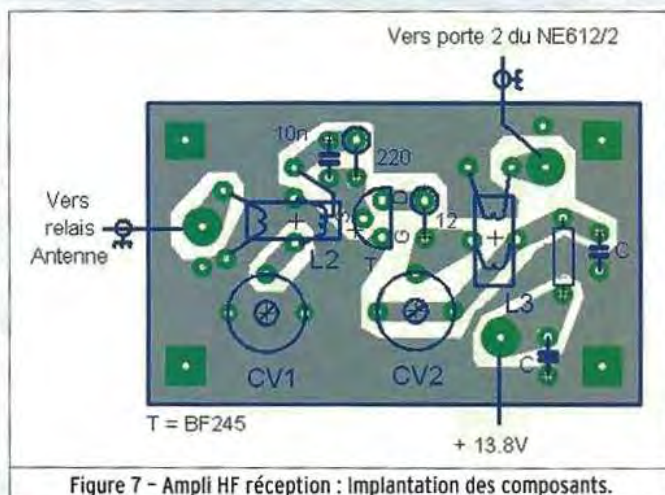 Vers porte 2 du NE612/2
10n
220
Vers
relais
Antenne
S
D
G
12
T
L2
L3
C
C
CV1
CV2
T = BF245
+ 13.8V
Figure 7 – Ampli HF réception : Implantation des composants.